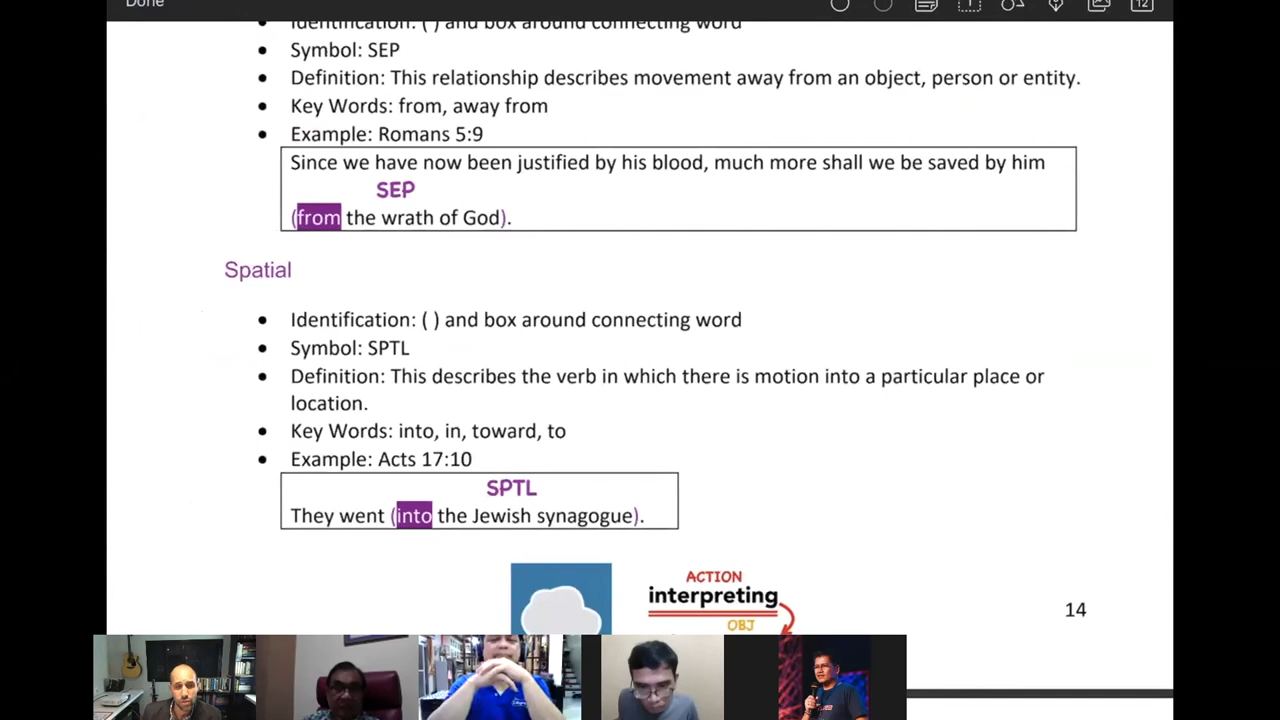 Done
12
Identification: ( ) and box around connecting word
• Symbol: SEP
• Definition: This relationship describes movement away from an object, person or entity.
• Key Words: from, away from
• Example: Romans 5:9
Since we have now been justified by his blood, much more shall we be saved by him
SEP
(from the wrath of God).
Spatial
• Identification: ( ) and box around connecting word
• Symbol: SPTL
• Definition: This describes the verb in which there is motion into a particular place or
location.
• Key Words: into, in, toward, to
• Example: Acts 17:10
SPTL
They went (into the Jewish synagogue).
ACTION
interpreting
OBJ
14